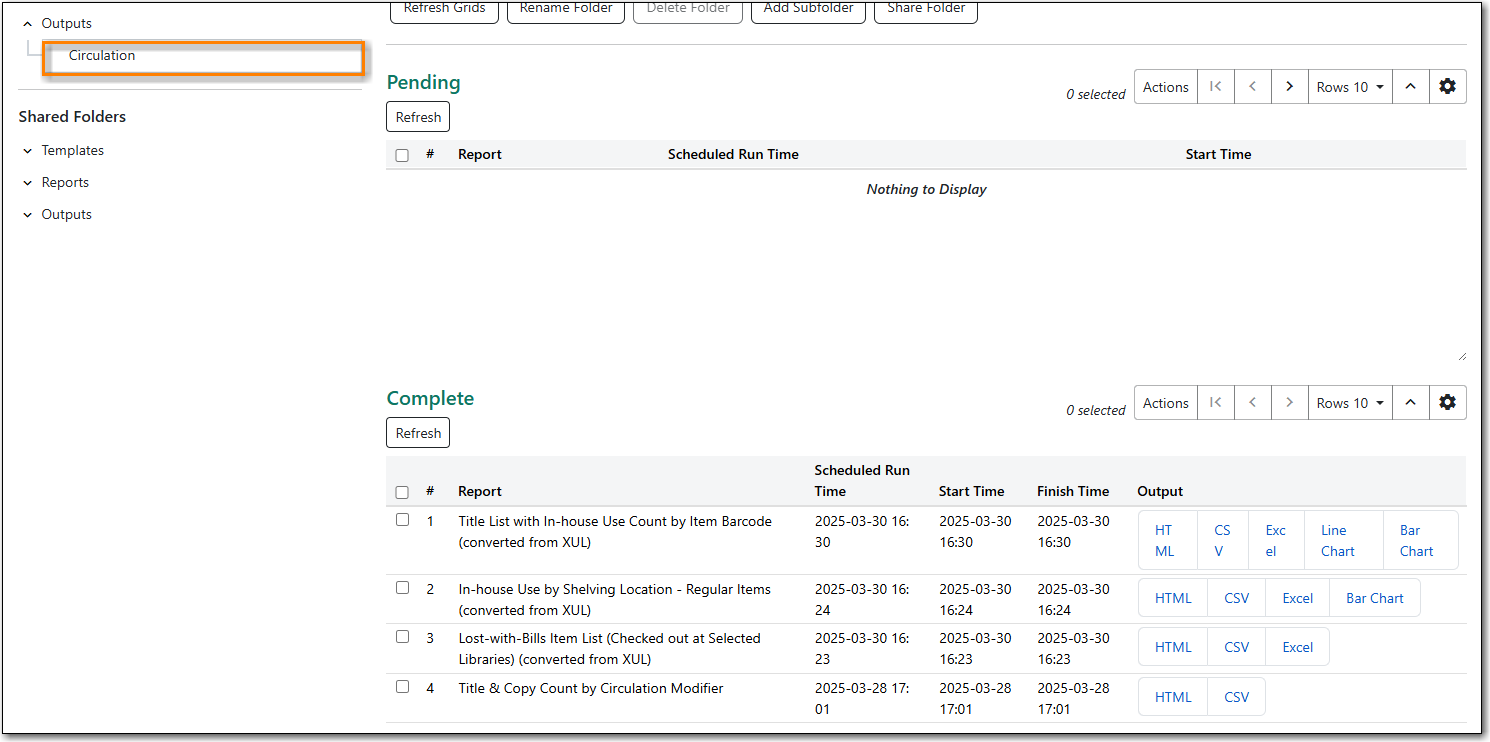 Outputs
Circulation
Shared Folders
Templates
Reports
Outputs
Refresh Grids Rename Folder Delete Folder Add Subfolder Share Folder
Pending
0 selected Actions Rows 10
Refresh
# Report Scheduled Run Time Start Time
Nothing to Display
Complete
0 selected Actions Rows 10
Refresh
Scheduled Run
# Report Time Start Time Finish Time Output
1 Title List with In-house Use Count by Item Barcode 2025-03-30 16: 2025-03-30 2025-03-30 HT CS Exc Line Bar
(converted from XUL) 30 16:30 16:30 ML V el Chart Chart
2 In-house Use by Shelving Location - Regular Items 2025-03-30 16: 2025-03-30 2025-03-30 HTML CSV Excel Bar Chart
(converted from XUL) 24 16:24 16:24
3 Lost-with-Bills Item List (Checked out at Selected 2025-03-30 16: 2025-03-30 2025-03-30 HTML CSV Excel
Libraries) (converted from XUL) 23 16:23 16:23
4 Title & Copy Count by Circulation Modifier 2025-03-28 17: 2025-03-28 2025-03-28 HTML CSV
01 17:01 17:01